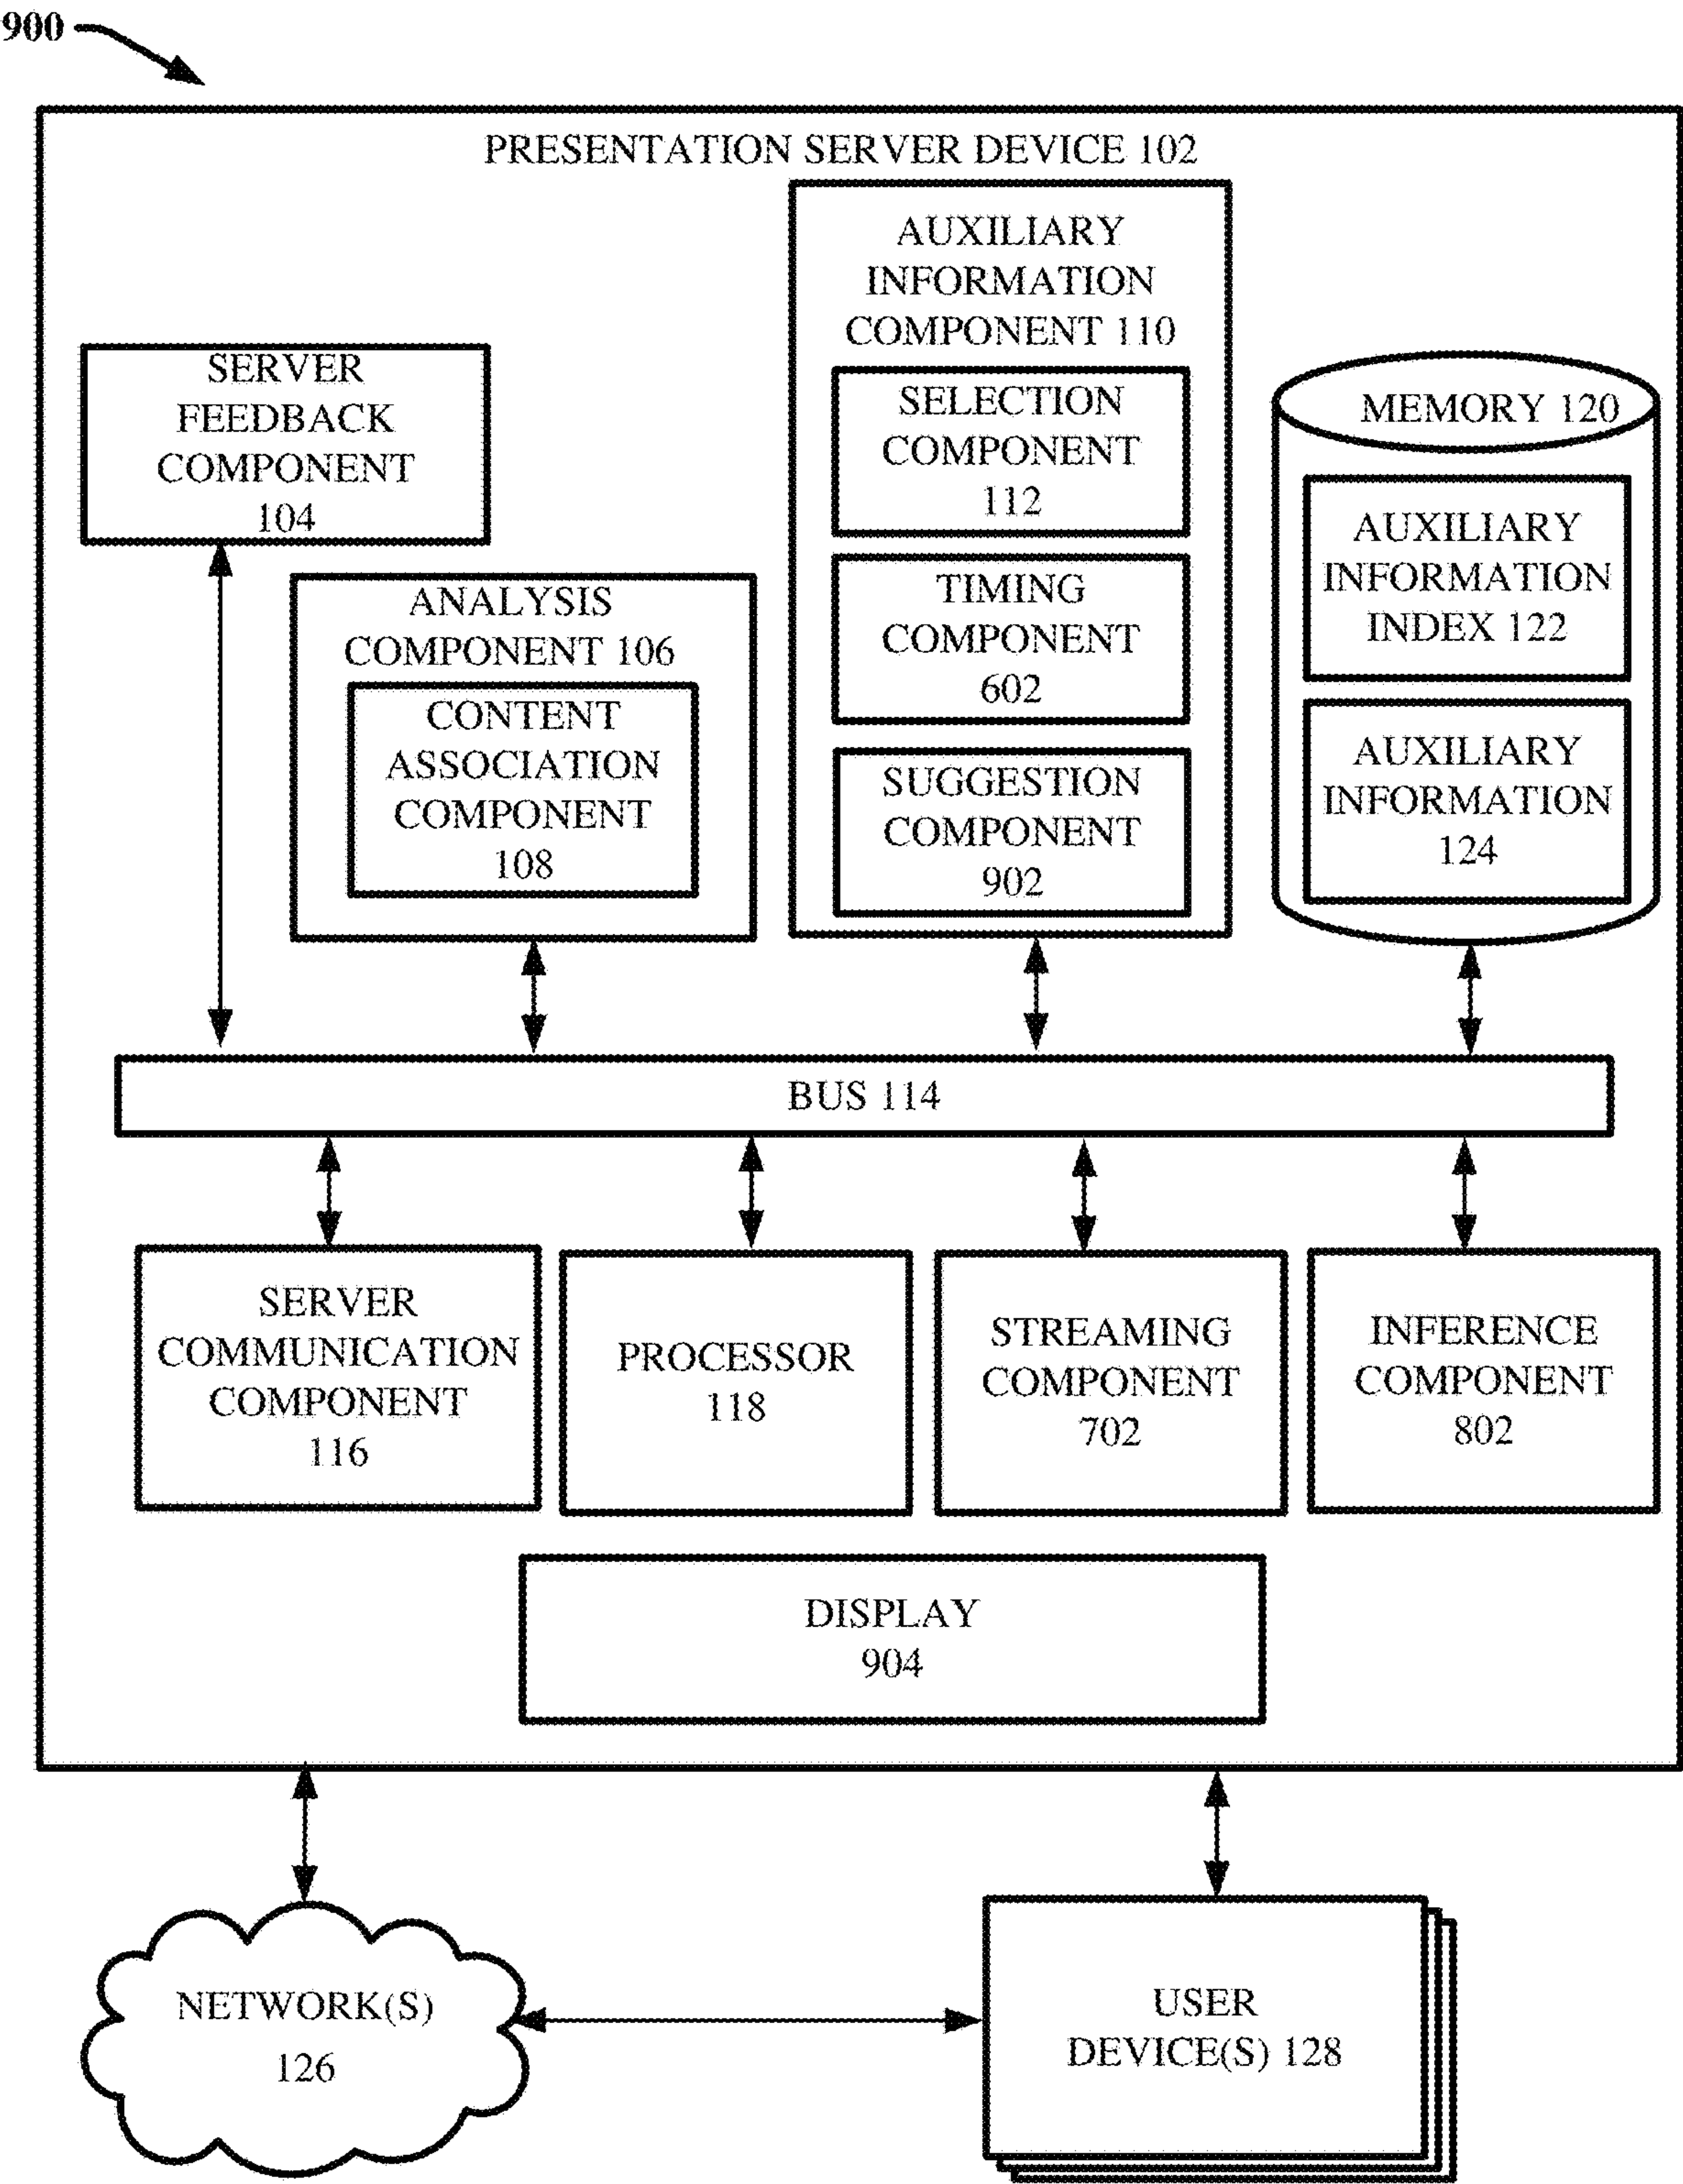 900
PRESENTATION SERVER DEVICE 102
SERVER
FEEDBACK
COMPONENT
104
ANALYSIS
COMPONENT 106
CONTENT
ASSOCIATION
COMPONENT
108
AUXILIARY
INFORMATION
COMPONENT 110
SELECTION
COMPONENT
112
TIMING
COMPONENT
602
SUGGESTION
COMPONENT
902
MEMORY 120
AUXILIARY
INFORMATION
INDEX 122
AUXILIARY
INFORMATION
124
BUS 114
SERVER
COMMUNICATION
COMPONENT
116
PROCESSOR
118
STREAMING
COMPONENT
702
INFERENCE
COMPONENT
802
DISPLAY
904
NETWORK(S)
126
USER
DEVICE(S) 128